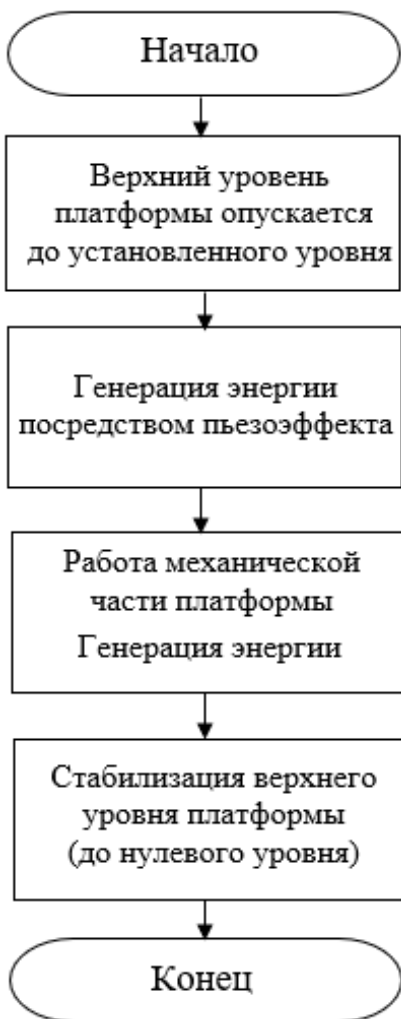 Начало
Верхний уровень
платформы опускается
до установленного уровня
Генерация энергии
посредством пьезоэффекта
Работа механической
части платформы
Генерация энергии
Стабилизация верхнего
уровня платформы
(до нулевого уровня)
Конец